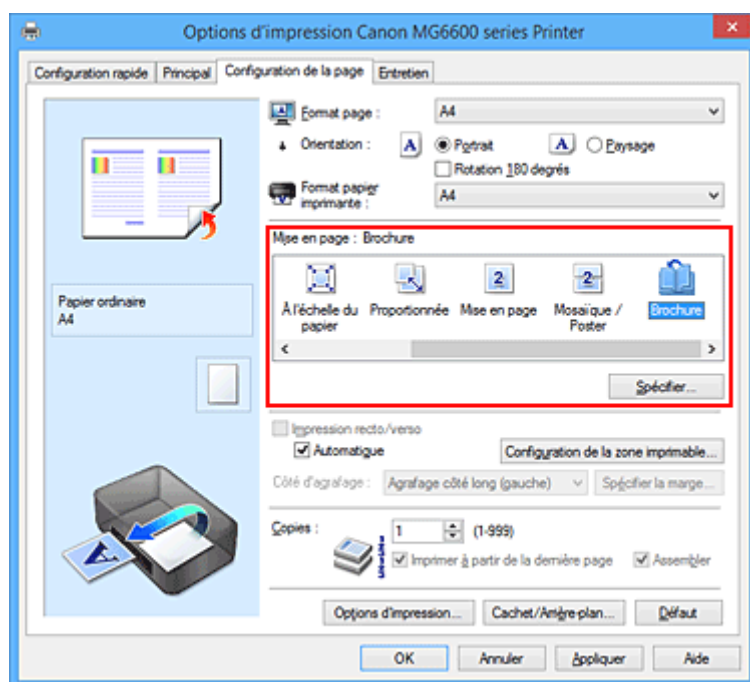 Options d'impression Canon MG6600 series Printer
Configuration rapide Principal Configuration de la page Entretien
Format page : A4
Orientation : A Portrait A Paysage
Rotation 180 degrés
Format papier
imprimante : A4
Mise en page : Brochure
2 2
À l'échelle du Proportionnée Mise en page Mosaïque / Brochure
papier Poster
Papier ordinaire
A4
Spécifier...
Impression recto/verso
Automatique Configuration de la zone imprimable...
Côté d'agrafage : Agrafage côté long (gauche) Spécifier la marge...
Copies : 1 (1-999)
Imprimer à partir de la dernière page Assembler
A
Options d'impression... Cachet/Arrière-plan... Défaut
OK Annuler Appliquer Aide